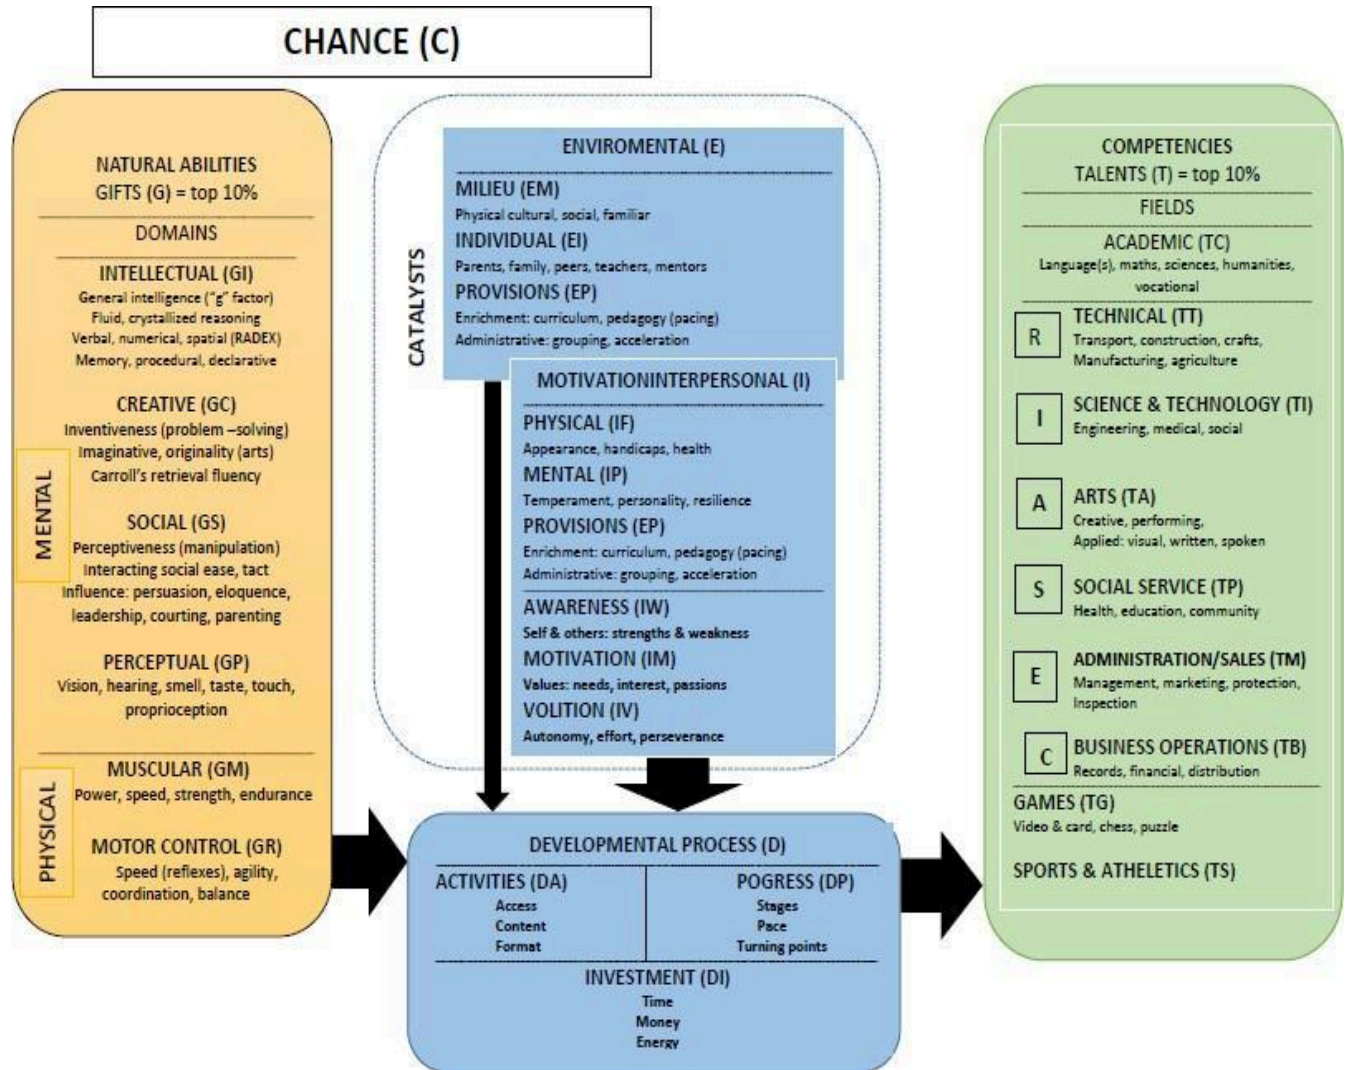 CHANCE (C)
NATURAL ABILITIES
GIFTS (G) = top 10%
DOMAINS
INTELLECTUAL (GI)
General intelligence ("g" factor)
Fluid, crystallized reasoning
Verbal, numerical, spatial (RADEX)
Memory, procedural, declarative
CREATIVE (GC)
Inventiveness (problem –solving)
Imaginative, originality (arts)
Carroll's retrieval fluency
MENTAL
SOCIAL (GS)
Perceptiveness (manipulation)
Interacting social ease, tact
Influence: persuasion, eloquence,
leadership, courting, parenting
PERCEPTUAL (GP)
Vision, hearing, smell, taste, touch,
proprioception
PHYSICAL
MUSCULAR (GM)
Power, speed, strength, endurance
MOTOR CONTROL (GR)
Speed (reflexes), agility,
coordination, balance
CATALYSTS
ENVIROMENTAL (E)
MILIEU (EM)
Physical cultural, social, familiar
INDIVIDUAL (EI)
Parents, family, peers, teachers, mentors
PROVISIONS (EP)
Enrichment: curriculum, pedagogy (pacing)
Administrative: grouping, acceleration
MOTIVATIONINTERPERSONAL (I)
PHYSICAL (IF)
Appearance, handicaps, health
MENTAL (IP)
Temperament, personality, resilience
PROVISIONS (EP)
Enrichment: curriculum, pedagogy (pacing)
Administrative: grouping, acceleration
AWARENESS (IW)
Self & others: strengths & weakness
MOTIVATION (IM)
Values: needs, interest, passions
VOLITION (IV)
Autonomy, effort, perseverance
DEVELOPMENTAL PROCESS (D)
ACTIVITIES (DA)
Access
Content
Format
POGRESS (DP)
Stages
Pace
Turning points
INVESTMENT (DI)
Time
Money
Energy
COMPETENCIES
TALENTS (T) = top 10%
FIELDS
ACADEMIC (TC)
Language(s), maths, sciences, humanities,
vocational
R
TECHNICAL (TT)
Transport, construction, crafts,
Manufacturing, agriculture
I
SCIENCE & TECHNOLOGY (TI)
Engineering, medical, social
A
ARTS (TA)
Creative, performing,
Applied: visual, written, spoken
S
SOCIAL SERVICE (TP)
Health, education, community
E
ADMINISTRATION/SALES (TM)
Management, marketing, protection,
Inspection
C
BUSINESS OPERATIONS (TB)
Records, financial, distribution
GAMES (TG)
Video & card, chess, puzzle
SPORTS & ATHELETICS (TS)